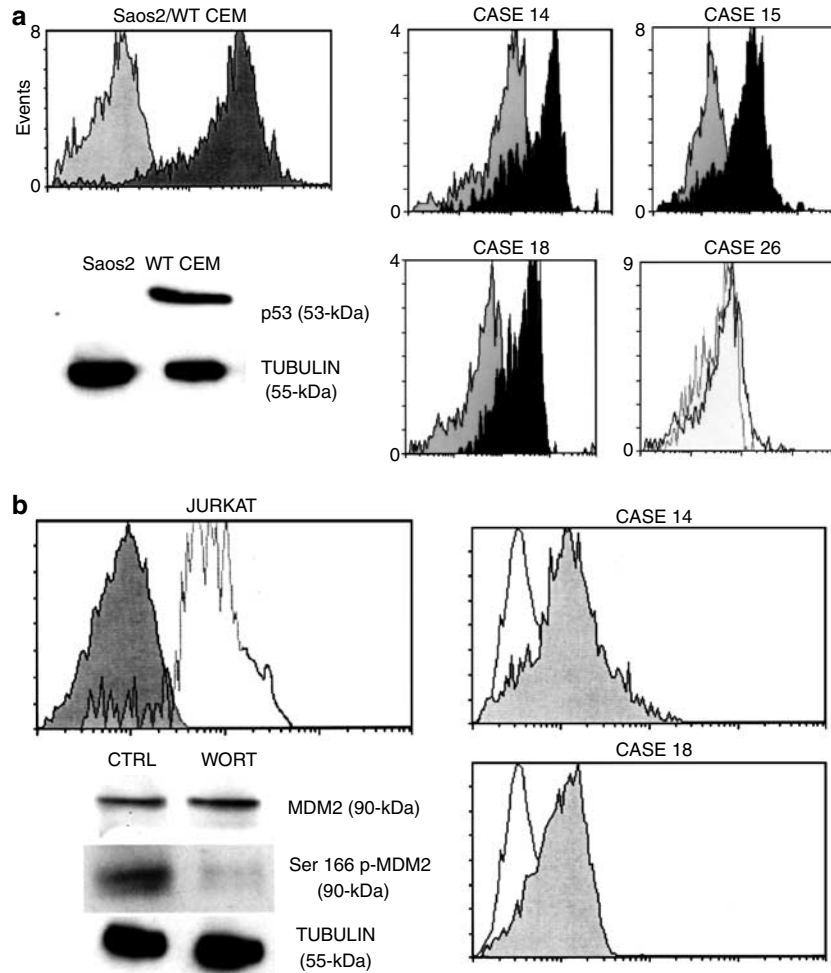 a
Saos2/WT CEM
8
Events
0
CASE 14
4
0
CASE 15
8
0
Saos2 WT CEM
p53 (53-kDa)
TUBULIN
(55-kDa)
CASE 18
4
0
CASE 26
9
0
b
JURKAT
CTRL WORT
MDM2 (90-kDa)
Ser 166 p-MDM2
(90-kDa)
TUBULIN
(55-kDa)
CASE 14
CASE 18